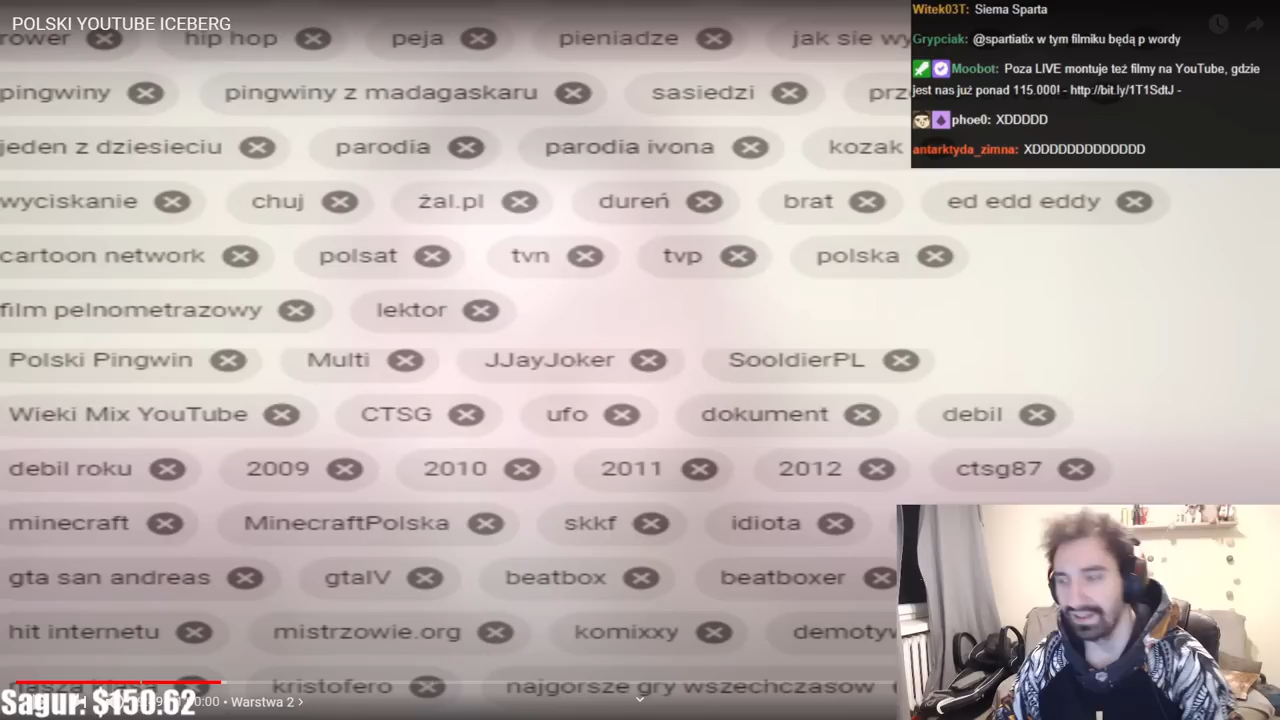 POLSKI YOUTUBE ICEBERG
rower hip hop peja pieniadze jak sie wy
pingwiny pingwiny z madagaskaru sasiedzi prz
jeden z dziesieciu parodia parodia ivona kozak
wyciskanie chuj żal.pl dureń brat ed edd eddy
cartoon network polsat tvn tvp polska
film pelnometrazowy lektor
Polski Pingwin Multi JJayJoker SooldierPL
Wieki Mix YouTube CTSG ufo dokument debil
debil roku 2009 2010 2011 2012 ctsg87
minecraft MinecraftPolska skkf idiota
gta san andreas gtaIV beatbox beatboxer
hit internetu mistrzowie.org komixxy demotyw
kristofero najgorsze gry wszechczasow
Witek03T: Siema Sparta
Grypciak: @spartiatix w tym filmiku będą p wordy
Moobot: Poza LIVE montuje też filmy na YouTube, gdzie
jest nas już ponad 115.000! - http://bit.ly/1T1SdtJ -
phoe0: XDDDDD
antarktyda_zimna: XDDDDDDDDDDDDD
Sagur: $150.62
• Warstwa 2 >